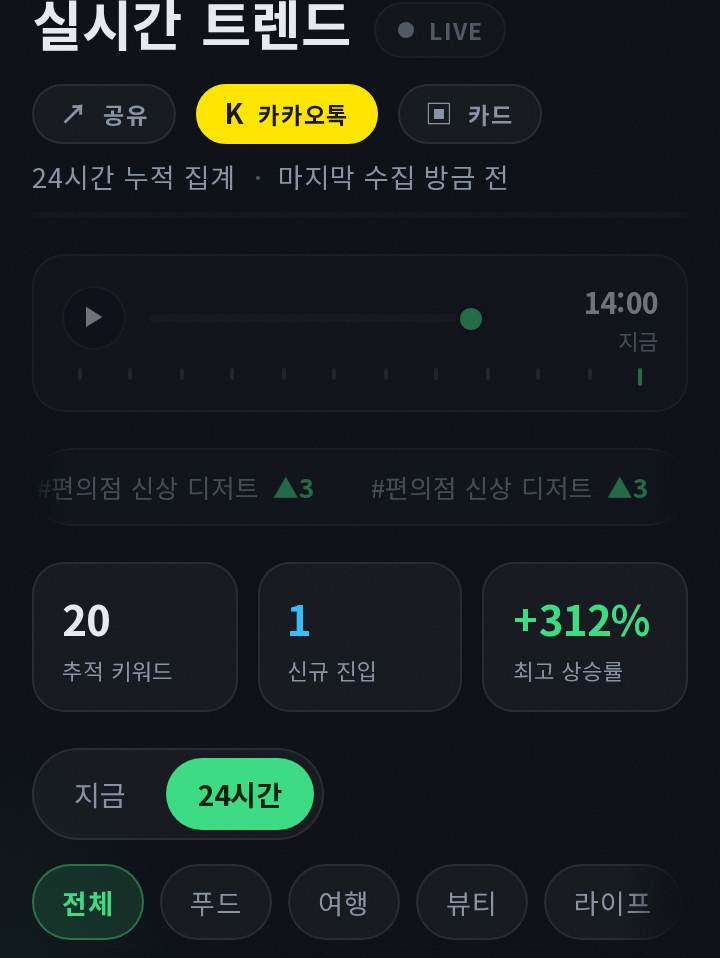 실시간 트렌드 LIVE
↗ 공유 K 카카오톡 ▣ 카드
24시간 누적 집계 · 마지막 수집 방금 전
14:00
지금
#편의점 신상 디저트 ▲3 #편의점 신상 디저트 ▲3
20 1 +312%
추적 키워드 신규 진입 최고 상승률
지금 24시간
전체 푸드 여행 뷰티 라이프